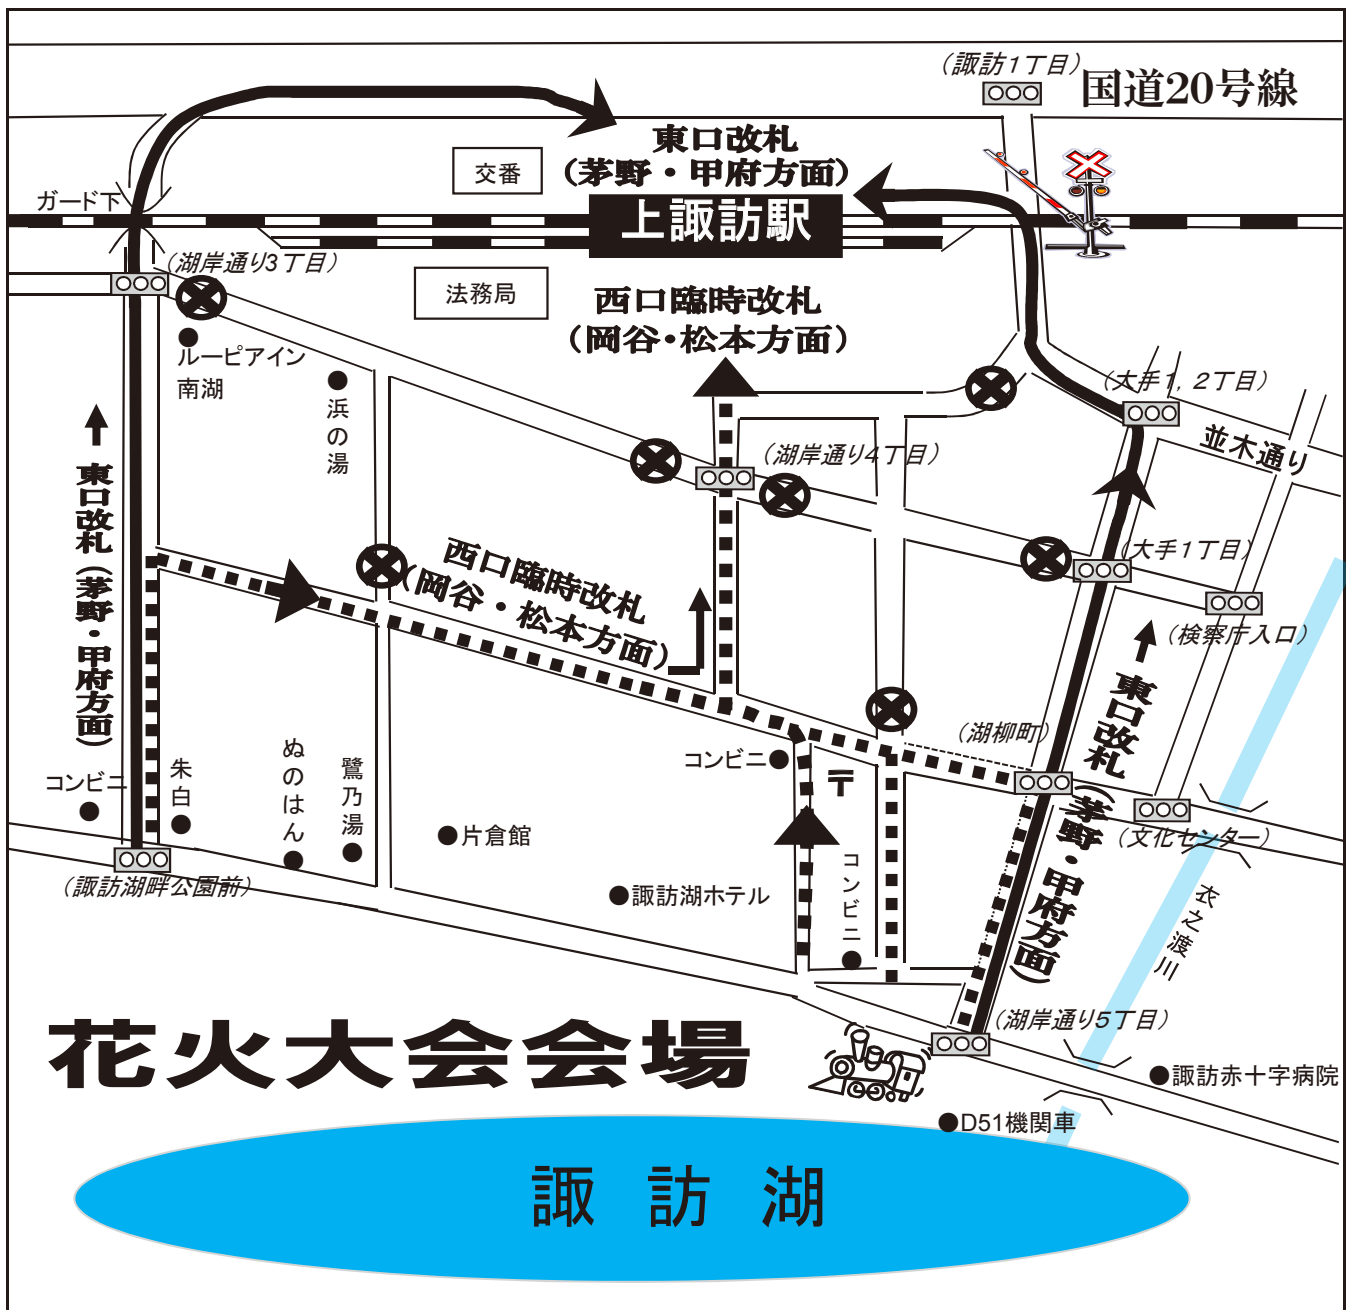 (諏訪1丁目)
国道20号線
東口改札
(茅野・甲府方面)
交番
ガード下
上諏訪駅
(湖岸通り3丁目)
法務局
西口臨時改札
(岡谷・松本方面)
ルーピアイン
南湖
浜の湯
(大手1,2丁目)
並木通り
(湖岸通り4丁目)
東口改札(茅野・甲府方面)
西口臨時改札
(岡谷・松本方面)
(大手1丁目)
(検察庁入口)
東口改札(茅野・甲府方面)
(湖柳町)
コンビニ
〒
コンビニ
朱白
ぬのはん
鷺乃湯
片倉館
(文化センター)
コンビニ
(諏訪湖畔公園前)
諏訪湖ホテル
衣之渡川
(湖岸通り5丁目)
花火大会会場
諏訪赤十字病院
D51機関車
諏訪湖